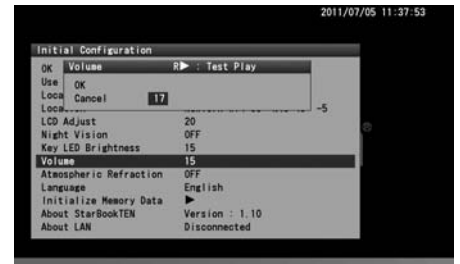 2011/07/05 11:37:53
Initial Configuration
OK
Volume R▶ : Test Play
Use
OK
Loca
Cancel 17
-5
LCD Adjust 20
Night Vision OFF
Key LED Brightness 15
Volume 15
Atmospheric Refraction OFF
Language English
Initialize Memory Data ▶
About StarBookTEN Version : 1.10
About LAN Disconnected